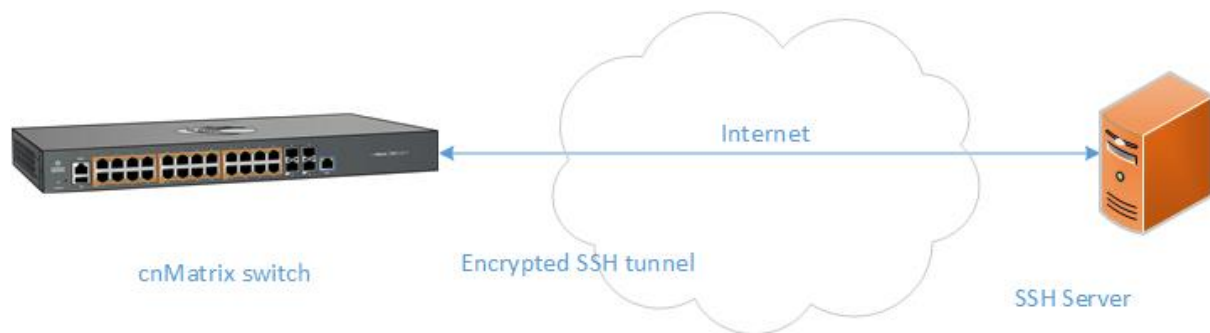 Internet
cnMatrix switch
Encrypted SSH tunnel
SSH Server